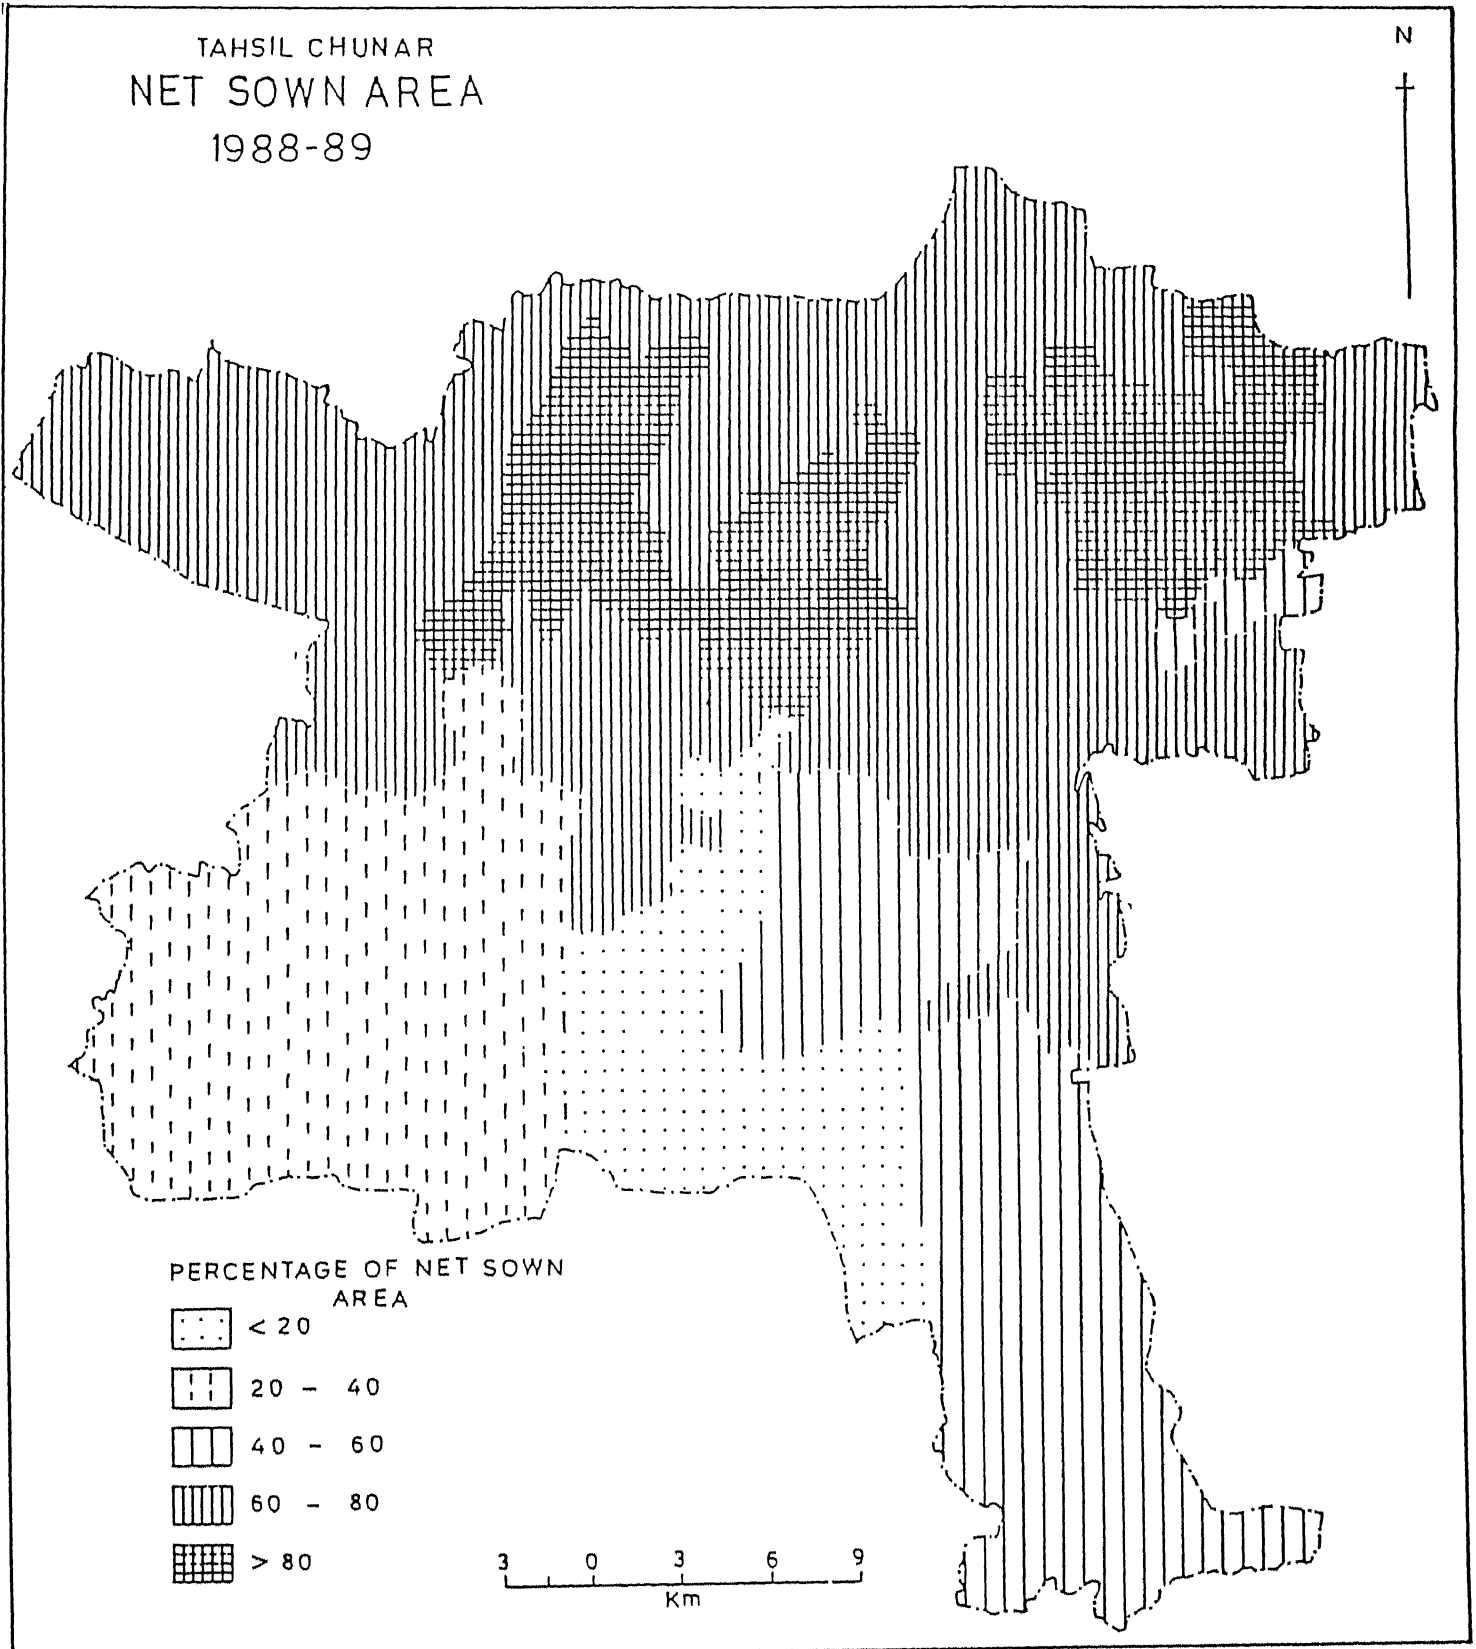 TAHSIL CHUNAR
NET SOWN AREA
1988-89
N
PERCENTAGE OF NET SOWN
AREA
< 20
20 - 40
40 - 60
60 - 80
> 80
3 0 3 6 9
Km